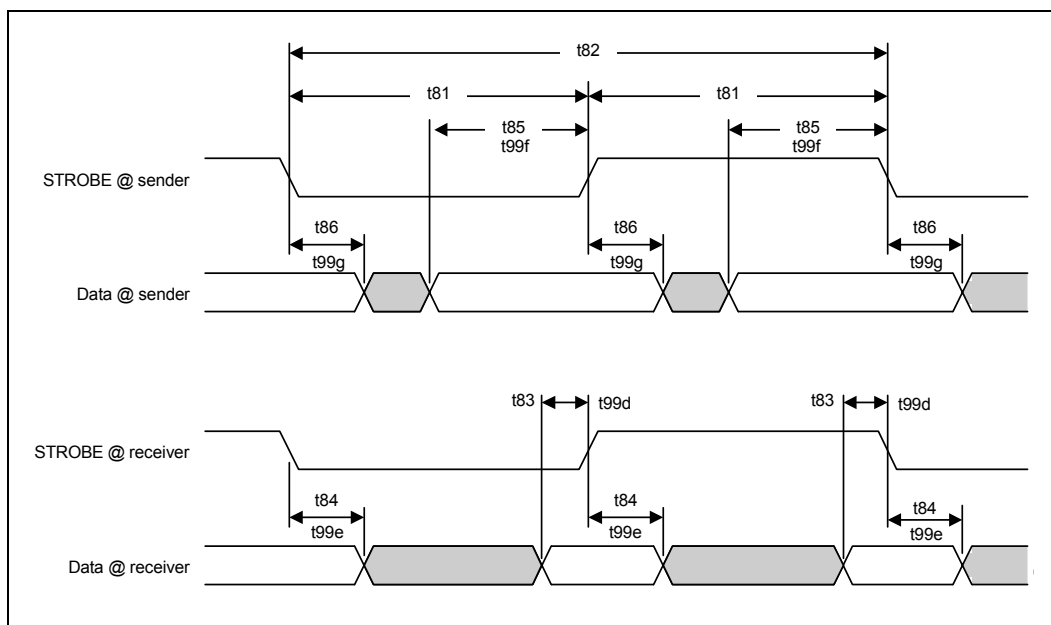 t82
t81 t81
t85 t85
t99f t99f
STROBE @ sender
t86 t86 t86
t99g t99g t99g
Data @ sender
t83 t99d t83 t99d
STROBE @ receiver
t84 t84 t84
t99e t99e t99e
Data @ receiver